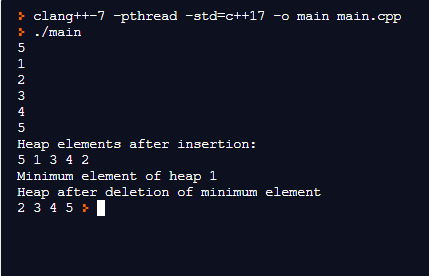 > clang++-7 -pthread -std=c++17 -o main main.cpp
> ./main
5
1
2
3
4
5
Heap elements after insertion:
5 1 3 4 2
Minimum element of heap 1
Heap after deletion of minimum element
2 3 4 5 >